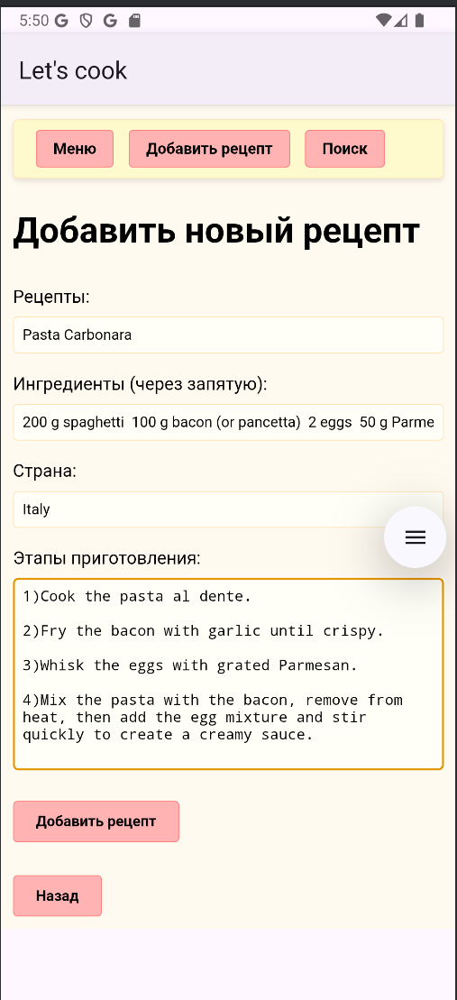 5:50
Let's cook
Меню Добавить рецепт Поиск
Добавить новый рецепт
Рецепты:
Pasta Carbonara
Ингредиенты (через запятую):
200 g spaghetti 100 g bacon (or pancetta) 2 eggs 50 g Parme
Страна:
Italy
Этапы приготовления:
1)Cook the pasta al dente.
2)Fry the bacon with garlic until crispy.
3)Whisk the eggs with grated Parmesan.
4)Mix the pasta with the bacon, remove from
heat, then add the egg mixture and stir
quickly to create a creamy sauce.
Добавить рецепт
Назад